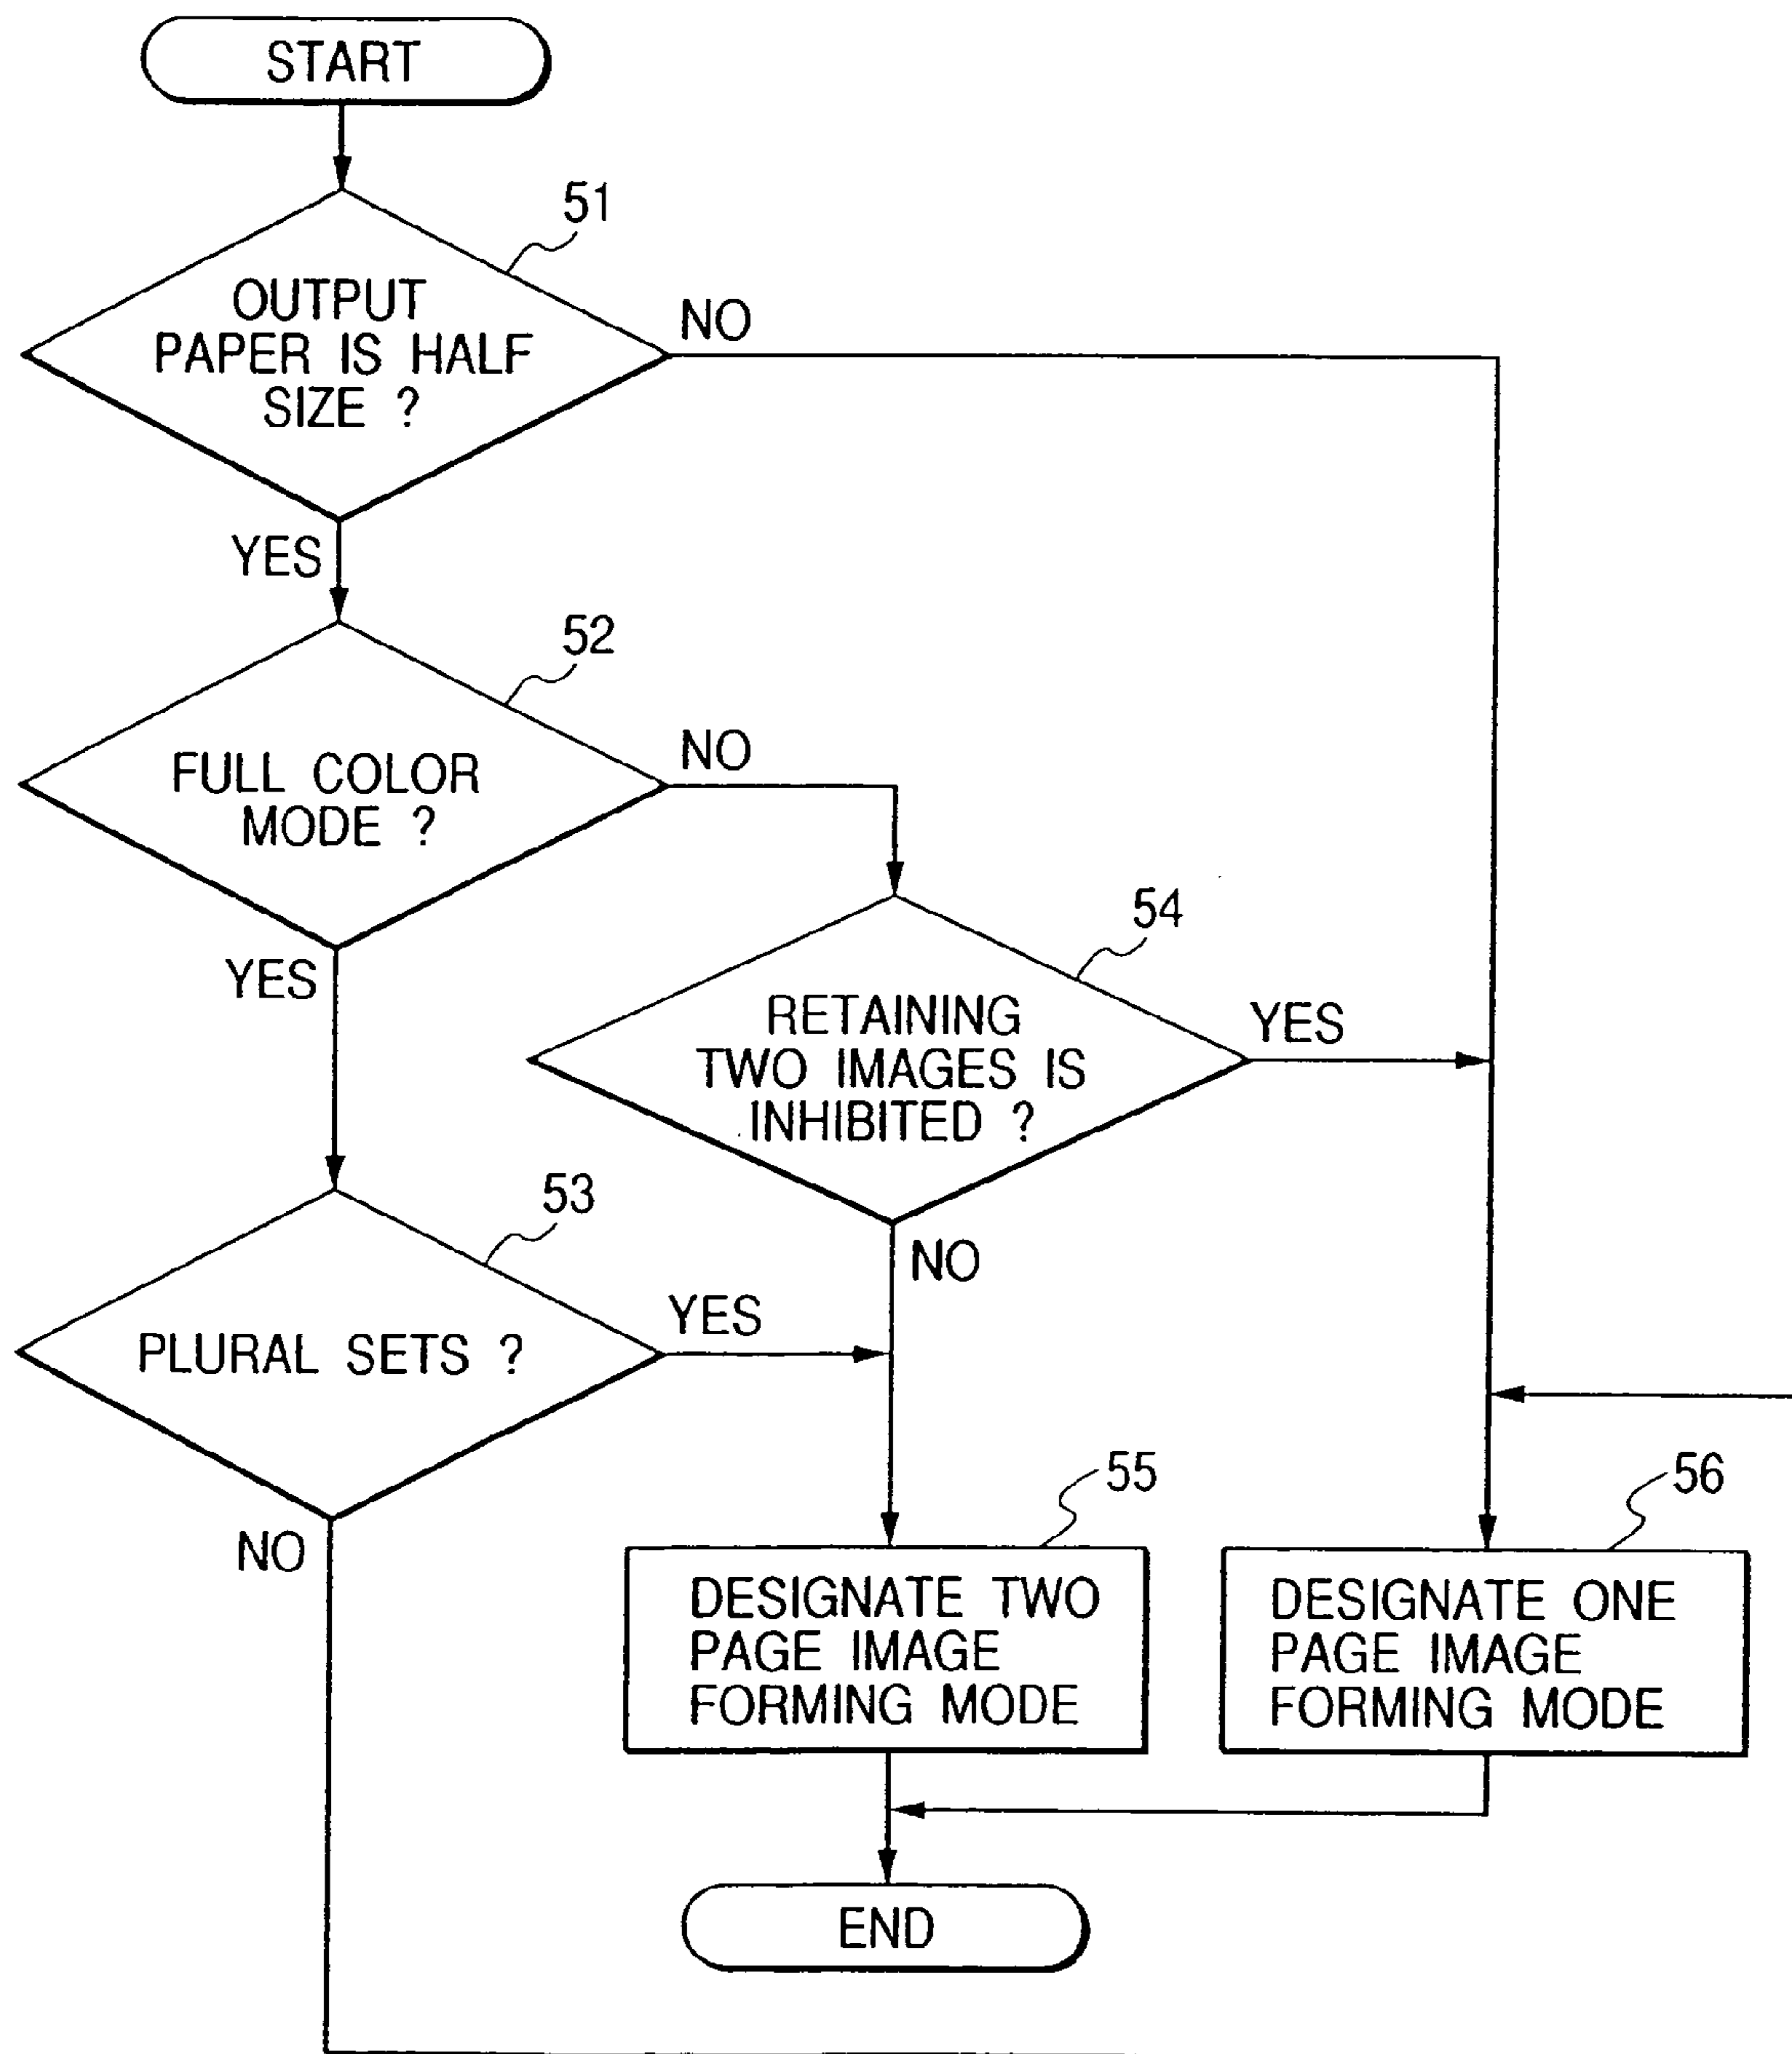 START
51
OUTPUT
PAPER IS HALF
SIZE ?
NO
YES
52
FULL COLOR
MODE ?
NO
YES
54
RETAINING
TWO IMAGES IS
INHIBITED ?
YES
NO
53
PLURAL SETS ?
YES
NO
55
DESIGNATE TWO
PAGE IMAGE
FORMING MODE
56
DESIGNATE ONE
PAGE IMAGE
FORMING MODE
END